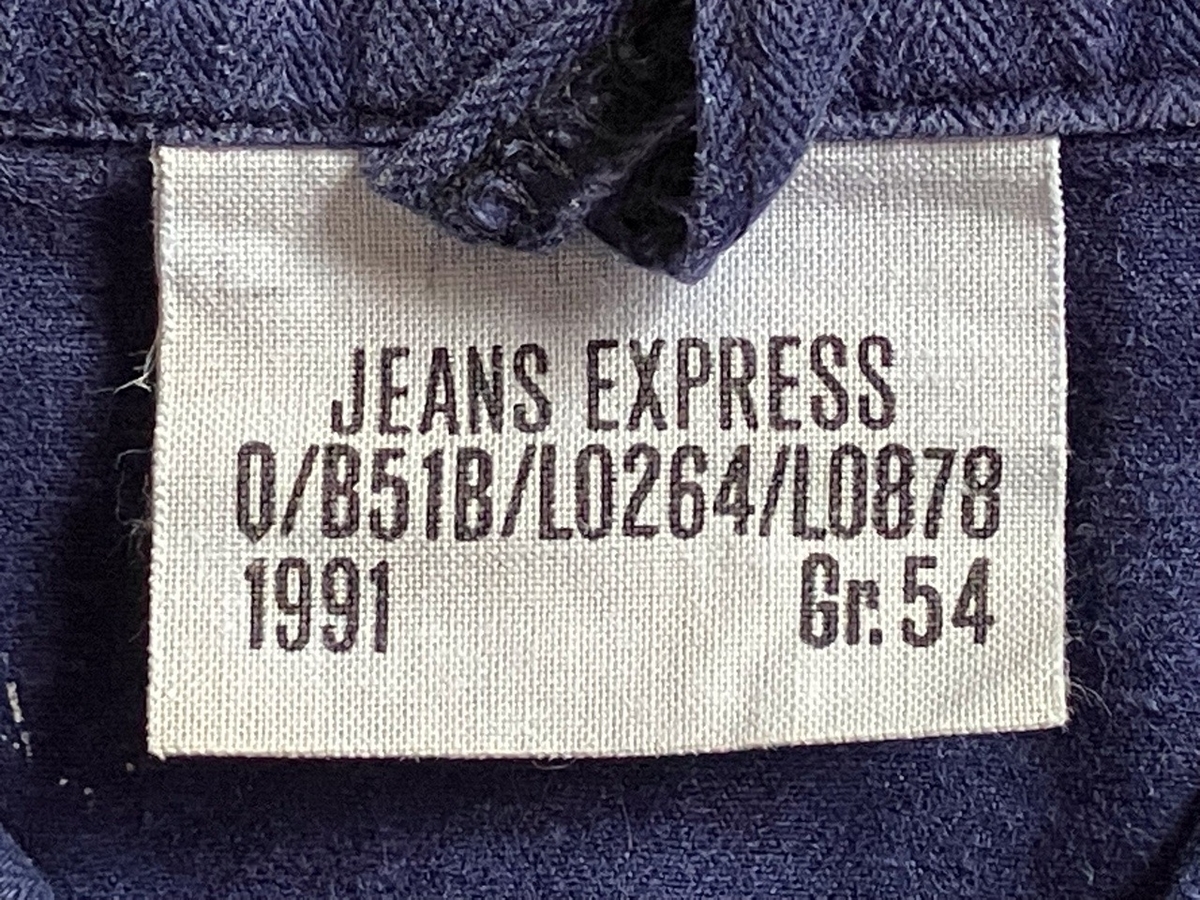 JEANS EXPRESS
0/B51B/L0264/L0878
1991 Gr. 54